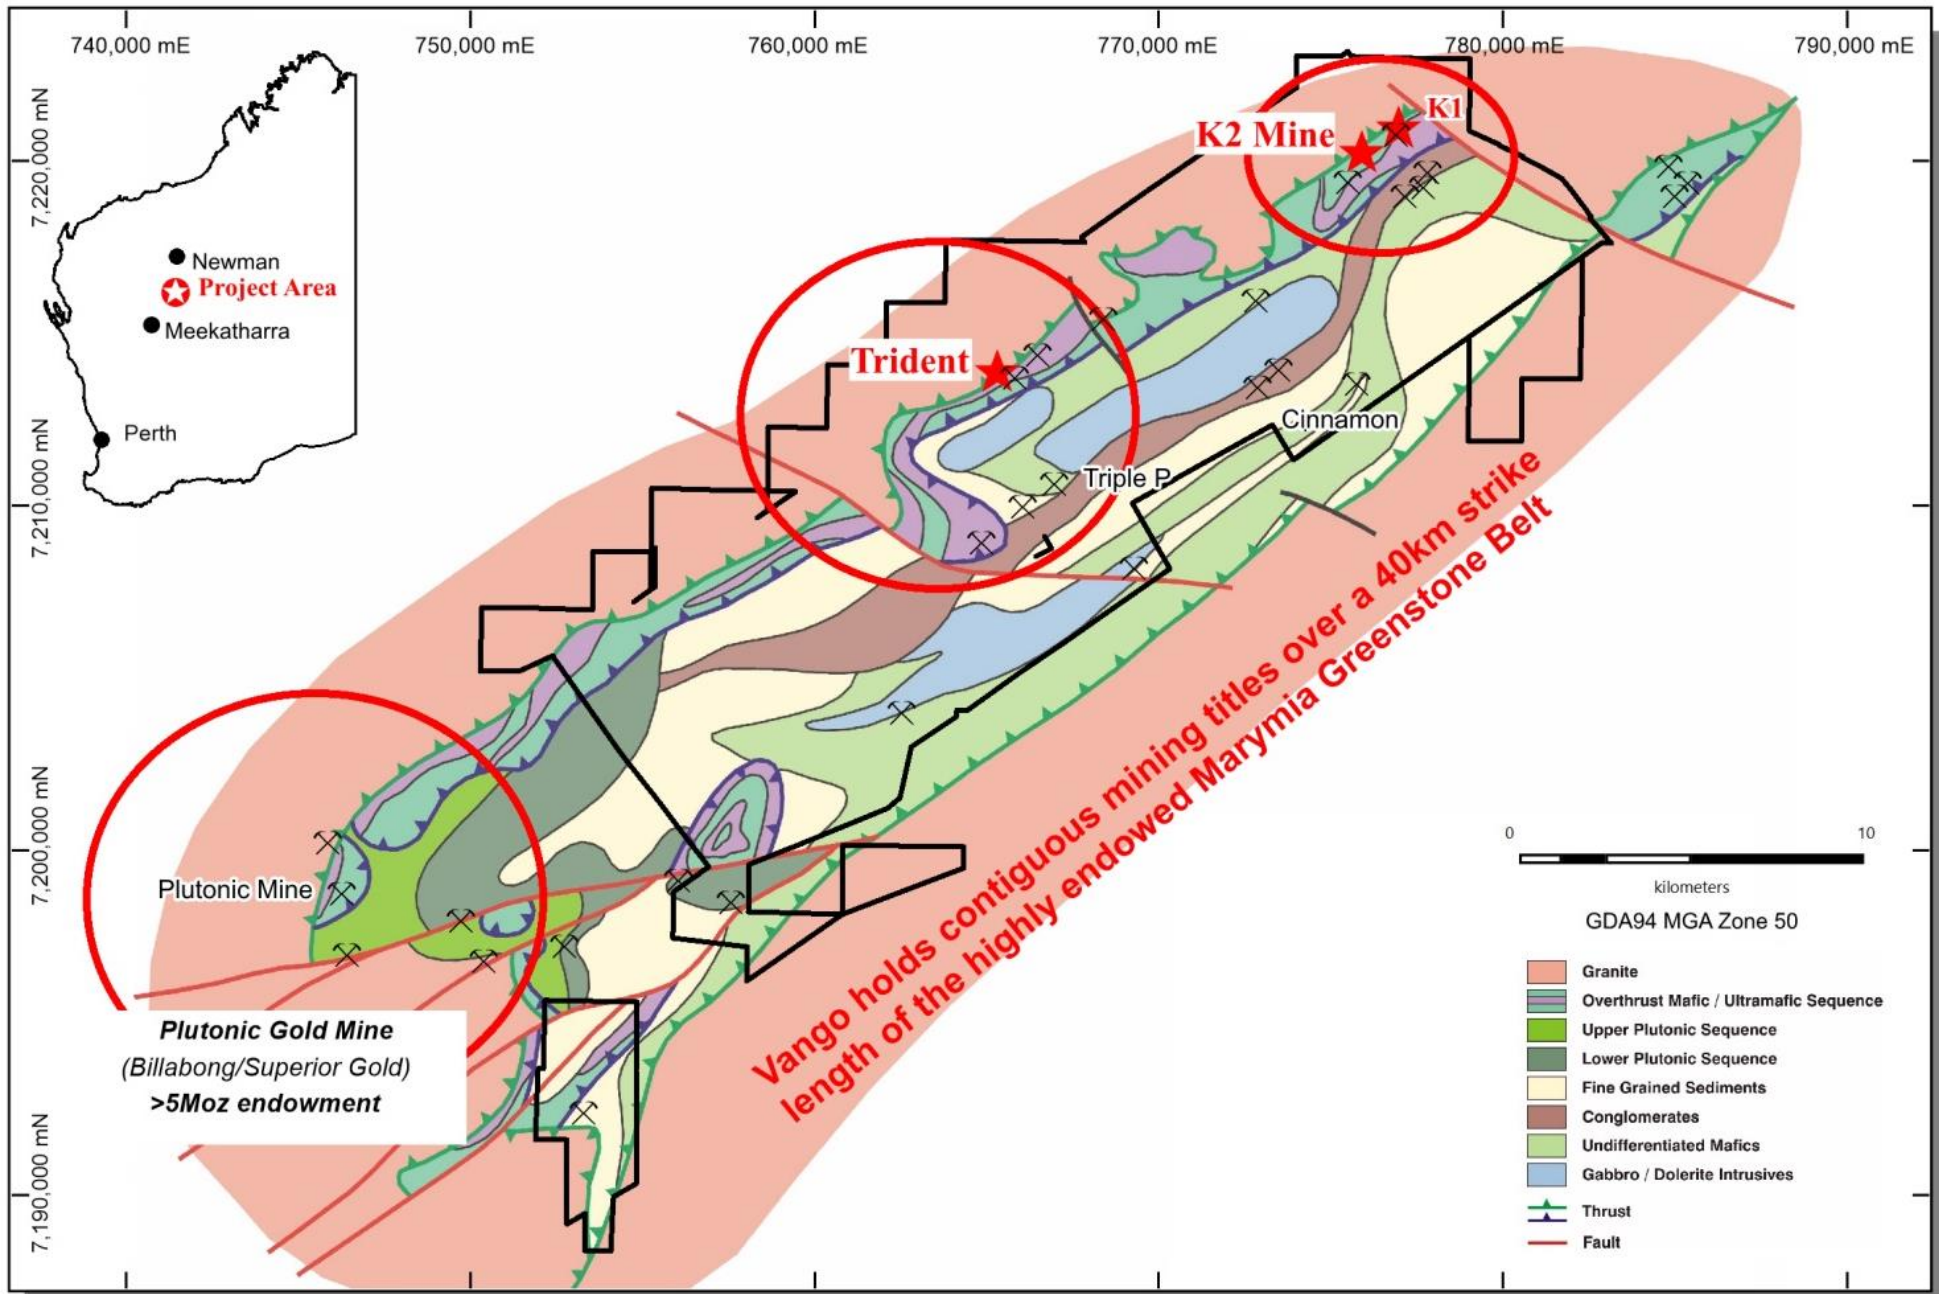 740,000 mE
750,000 mE
760,000 mE
770,000 mE
780,000 mE
790,000 mE
7,220,000 mN
7,210,000 mN
7,200,000 mN
7,190,000 mN
Newman
Project Area
Meekatharra
Perth
K1
K2 Mine
Trident
Cinnamon
Triple P
Plutonic Mine
Plutonic Gold Mine
(Billabong/Superior Gold)
>5Moz endowment
Vango holds contiguous mining titles over a 40km strike
length of the highly endowed Marymia Greenstone Belt
0 10
kilometers
GDA94 MGA Zone 50
Granite
Overthrust Mafic / Ultramafic Sequence
Upper Plutonic Sequence
Lower Plutonic Sequence
Fine Grained Sediments
Conglomerates
Undifferentiated Mafics
Gabbro / Dolerite Intrusives
Thrust
Fault